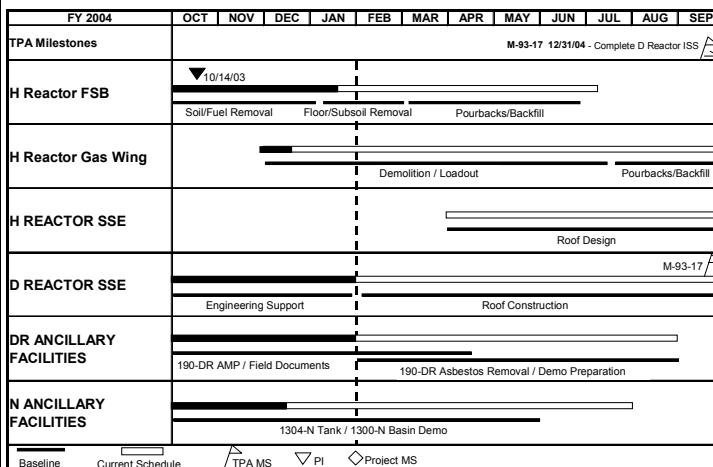 FY 2004 OCT NOV DEC JAN FEB MAR APR MAY JUN JUL AUG SEP
TPA Milestones
M-93-17 12/31/04 - Complete D Reactor ISS
10/14/03
H Reactor FSB
Soil/Fuel Removal Floor/Subsoil Removal Pourbacks/Backfill
H Reactor Gas Wing
Demolition / Loadout Pourbacks/Backfill
H REACTOR SSE
Roof Design
M-93-17
D REACTOR SSE
Engineering Support Roof Construction
DR ANCILLARY
FACILITIES
190-DR AMP / Field Documents 190-DR Asbestos Removal / Demo Preparation
N ANCILLARY
FACILITIES
1304-N Tank / 1300-N Basin Demo
Baseline Current Schedule TPA MS PI Project MS